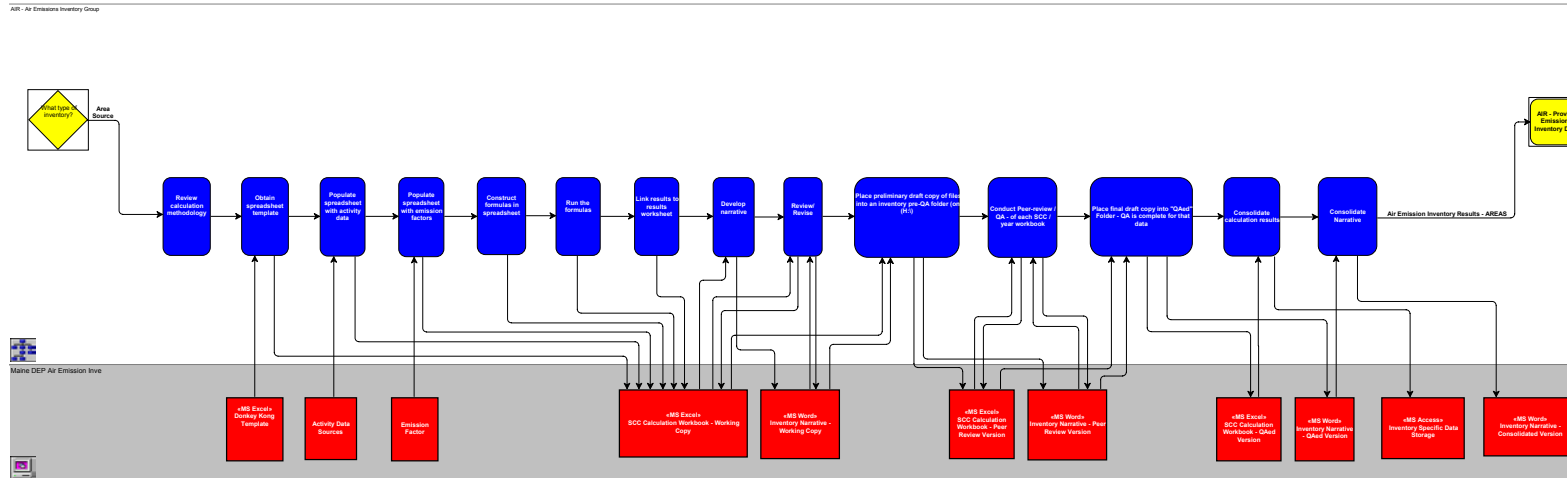 AIR - Air Emissions Inventory Group
What type of
inventory?
Area
Source
AIR - Prov
Emission
Inventory D
Review
calculation
methodology
Obtain
spreadsheet
template
Populate
spreadsheet
with activity
data
Populate
spreadsheet
with emission
factors
Construct
formulas in
spreadsheet
Run the
formulas
Link results to
results
worksheet
Develop
narrative
Review/
Revise
Place preliminary draft copy of files
into an inventory pre-QA folder (on
(H:\)
Conduct Peer-review /
QA - of each SCC /
year workbook
Place final draft copy into "QAed"
Folder - QA is complete for that
data
Consolidate
calculation results
Consolidate
Narrative
Air Emission Inventory Results - AREAS
Maine DEP Air Emission Inve
«MS Excel»
Donkey Kong
Template
Activity Data
Sources
Emission
Factor
«MS Excel»
SCC Calculation Workbook - Working
Copy
«MS Word»
Inventory Narrative -
Working Copy
«MS Excel»
SCC Calculation
Workbook - Peer
Review Version
«MS Word»
Inventory Narrative - Peer
Review Version
«MS Excel»
SCC Calculation
Workbook - QAed
Version
«MS Word»
Inventory Narrative
- QAed Version
«MS Access»
Inventory Specific Data
Storage
«MS Word»
Inventory Narrative -
Consolidated Version